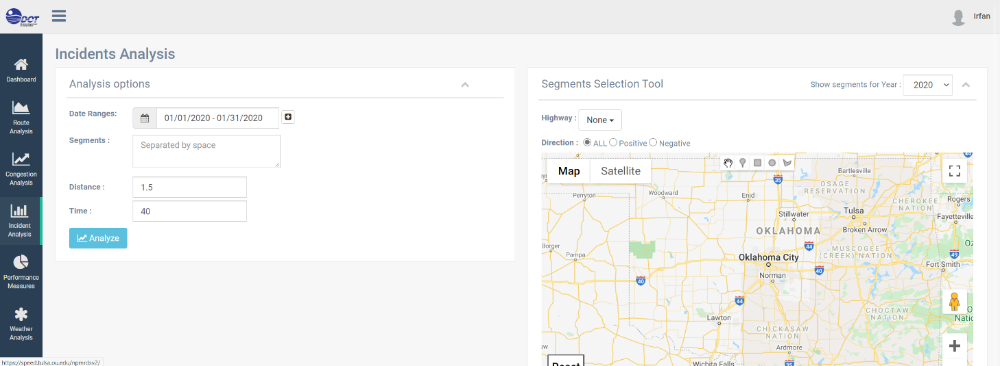 ODOT
Irfan
Incidents Analysis
Dashboard
Route
Analysis
Congestion
Analysis
Incident
Analysis
Performance
Measures
Weather
Analysis
Analysis options
Date Ranges:
01/01/2020 - 01/31/2020
Segments :
Separated by space
Distance :
1.5
Time :
40
Analyze
Segments Selection Tool
Show segments for Year :
2020
Highway :
None
Direction :
ALL
Positive
Negative
Map
Satellite
44
35
Bartlesville
OSAGE
RESERVATION
Perryton
Woodward
Enid
CHEROKEE
NATION
Rogers
Stillwater
Tulsa
Fayetteville
OKLAHOMA
Broken Arrow
Borger
44
MUSCOGEE
(CREEK) NATION
Oz
Pampa
Oklahoma City
49
Fort Smith
40
Norman
40
44
CHOCTAW
NATION
O
Natio
Lawton
CHICKASAW
NATION
ew
Ardmore
Reset
Wichita Falls
35
https://speed.tulsa.ou.edu/npmrdsv2/